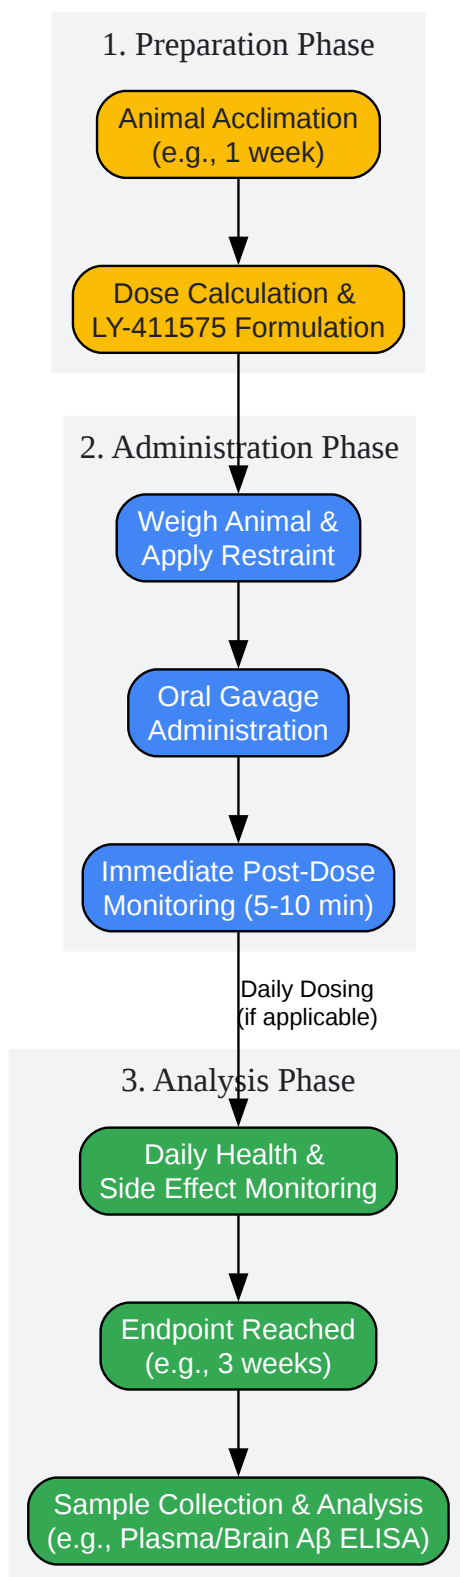 1. Preparation Phase
Animal Acclimation
(e.g., 1 week)
Dose Calculation &
LY-411575 Formulation
2. Administration Phase
Weigh Animal &
Apply Restraint
Oral Gavage
Administration
Immediate Post-Dose
Monitoring (5-10 min)
Daily Dosing
(if applicable)
3. Analysis Phase
Daily Health &
Side Effect Monitoring
Endpoint Reached
(e.g., 3 weeks)
Sample Collection & Analysis
(e.g., Plasma/Brain Aβ ELISA)